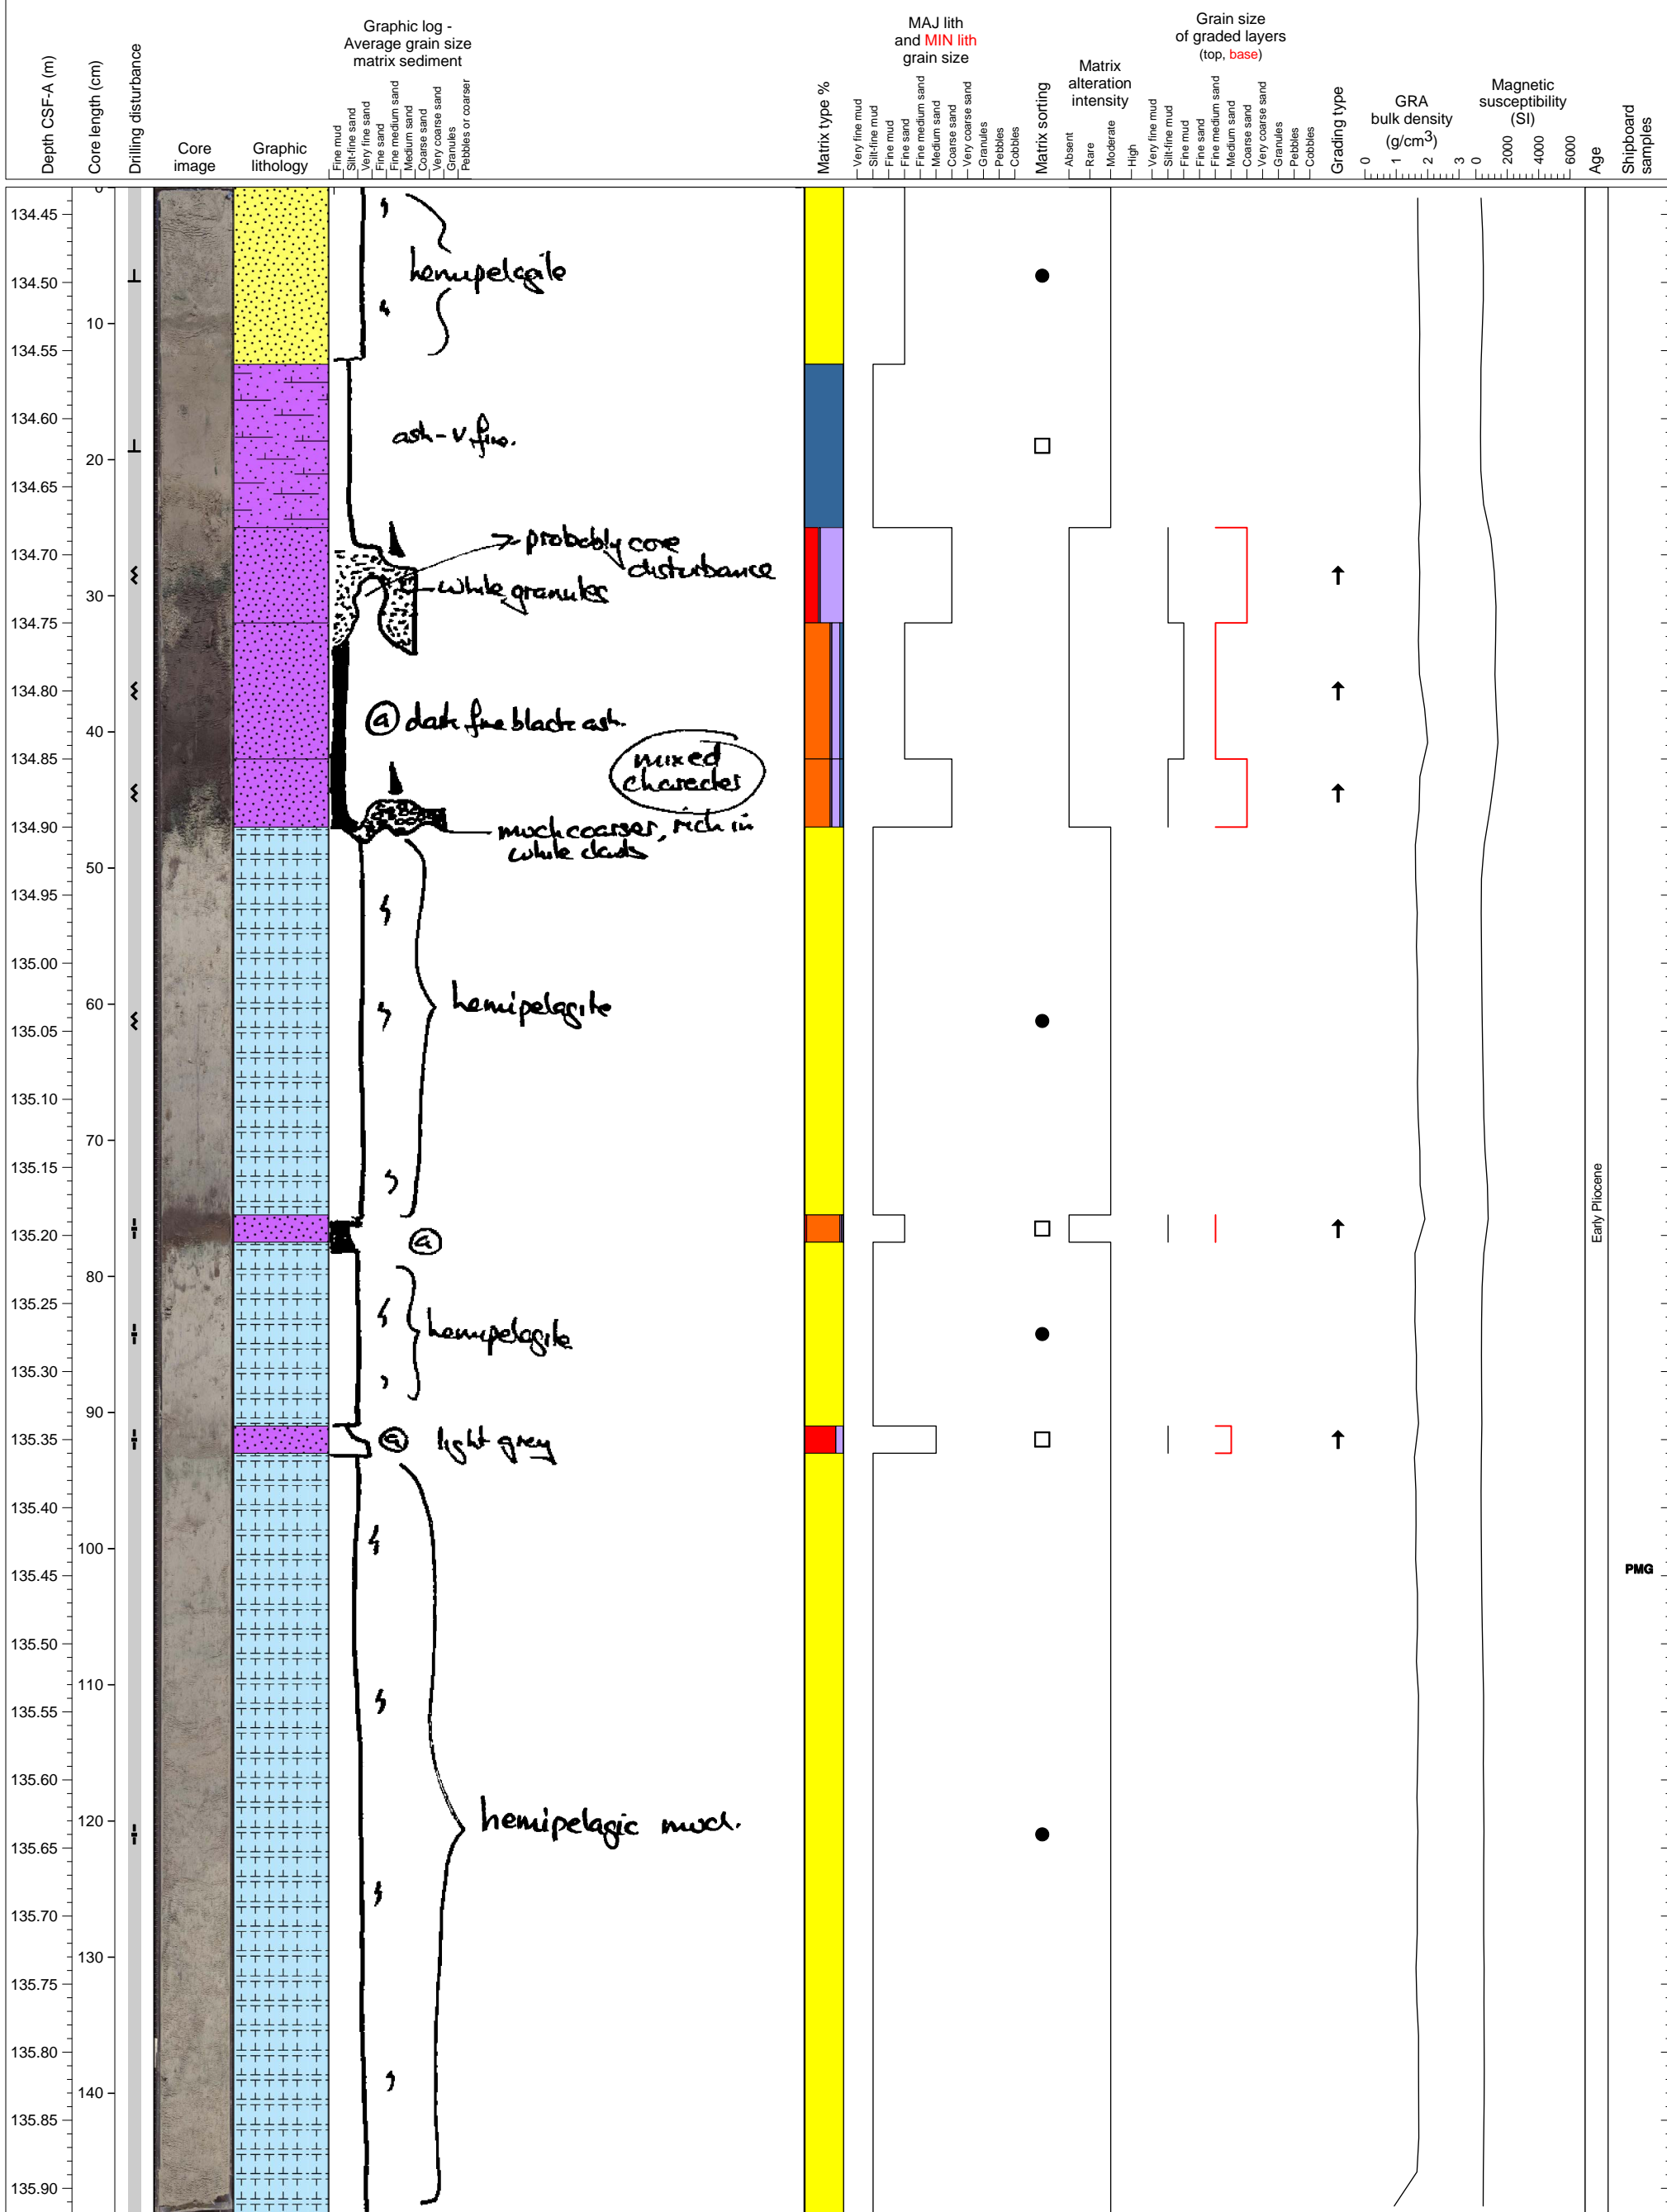 Depth CSF-A (m)
Core length (cm)
Drilling disturbance
Core
image
Graphic
lithology
Graphic log -
Average grain size
matrix sediment
Fine mud
Silt-fine sand
Very fine sand
Fine sand
Fine medium sand
Medium sand
Coarse sand
Very coarse sand
Granules
Pebbles or coarser
Matrix type %
MAJ lith
and MIN lith
grain size
Very fine mud
Silt-fine mud
Fine mud
Fine sand
Fine medium sand
Medium sand
Coarse sand
Very coarse sand
Granules
Pebbles
Cobbles
Matrix sorting
Matrix
alteration
intensity
Absent
Rare
Moderate
High
Grain size
of graded layers
(top, base)
Very fine mud
Silt-fine mud
Fine mud
Fine sand
Fine medium sand
Medium sand
Coarse sand
Very coarse sand
Granules
Pebbles
Cobbles
Grading type
GRA
bulk density
(g/cm3)
0 1 2 3
Magnetic
susceptibility
(SI)
0 2000 4000 6000
Age
Shipboard
samples
0
134.45
hemipelagite
134.50
10
134.55
134.60
ash - v fine.
20
134.65
134.70
probably core
disturbance
white granules
30
134.75
134.80
a dark fine black ash.
40
mixed
character
134.85
134.90
much coarser, rich in
white clasts
50
134.95
135.00
60
hemipelagite
135.05
135.10
70
135.15
Early Pliocene
135.20
a
80
135.25
hemipelagite
135.30
90
135.35
a light grey
135.40
100
135.45
PMG
135.50
110
135.55
135.60
120
hemipelagic mud.
135.65
135.70
130
135.75
135.80
140
135.85
135.90